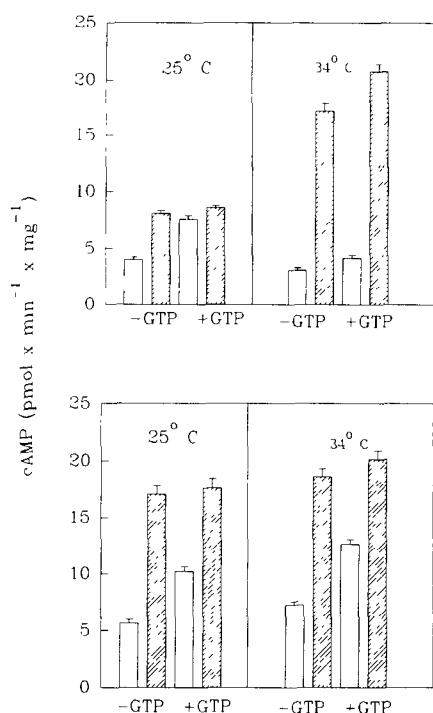 cAMP (pmol x min⁻¹ x mg⁻¹)
25
20
15
10
5
0
25° C
34° C
-GTP +GTP -GTP +GTP
25
20
15
10
5
0
25° C
34° C
-GTP +GTP -GTP +GTP